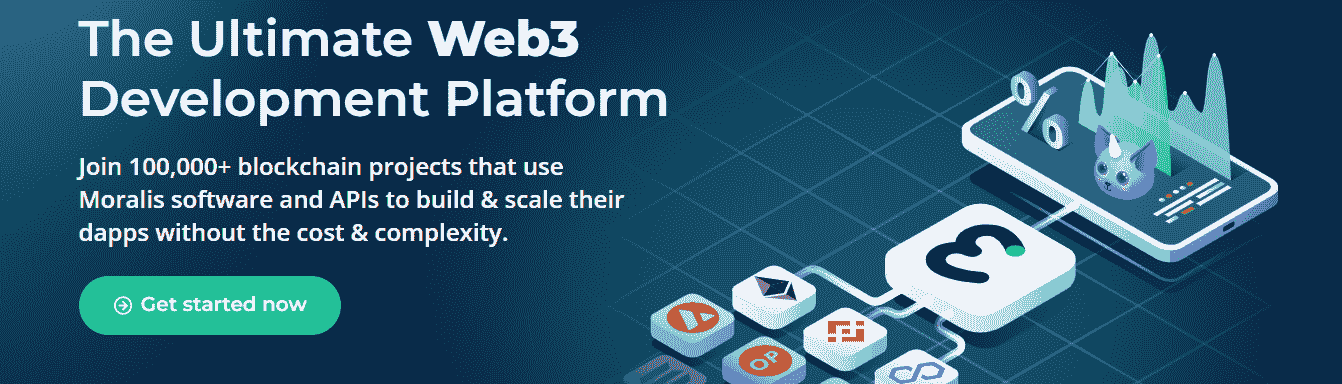 The Ultimate Web3
Development Platform
Join 100,000+ blockchain projects that use
Moralis software and APIs to build & scale their
dapps without the cost & complexity.
Get started now
%
OP